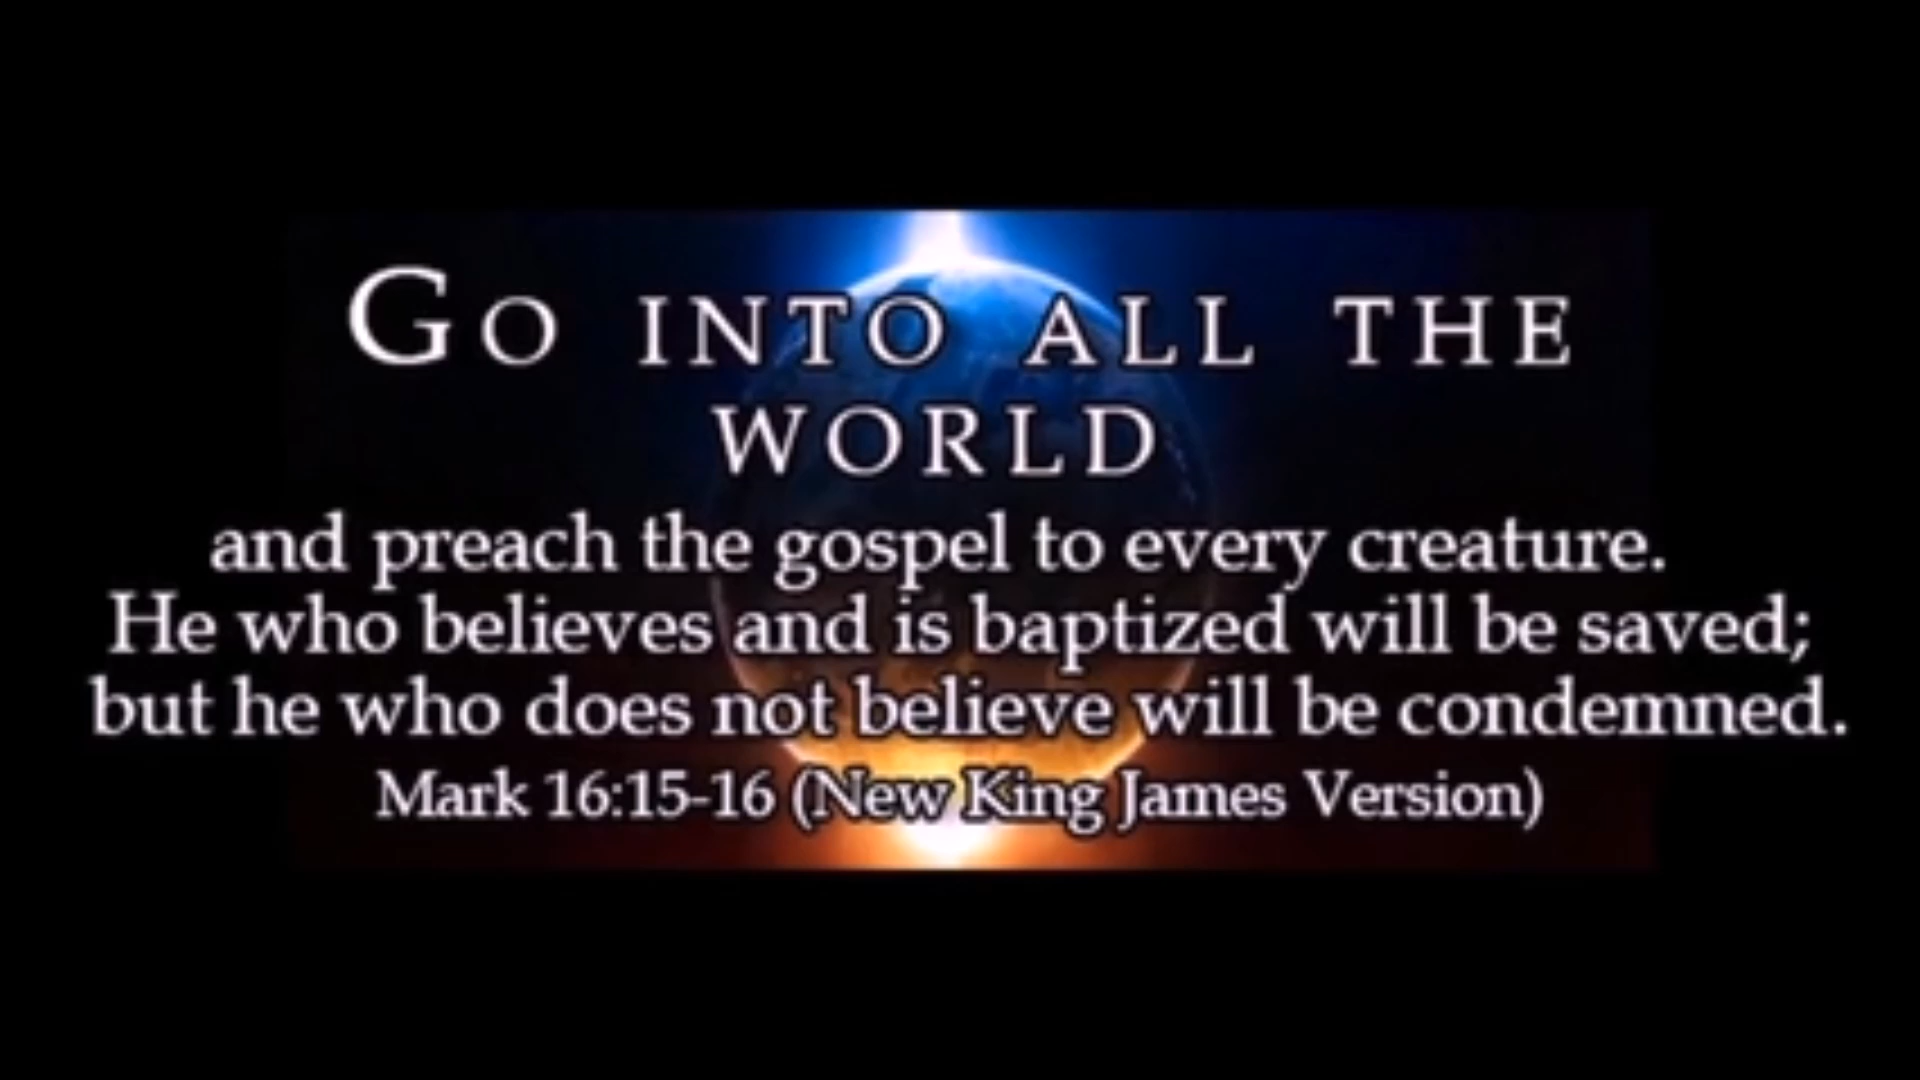 Go into all the
world
and preach the gospel to every creature.
He who believes and is baptized will be saved;
but he who does not believe will be condemned.
Mark 16:15-16 (New King James Version)